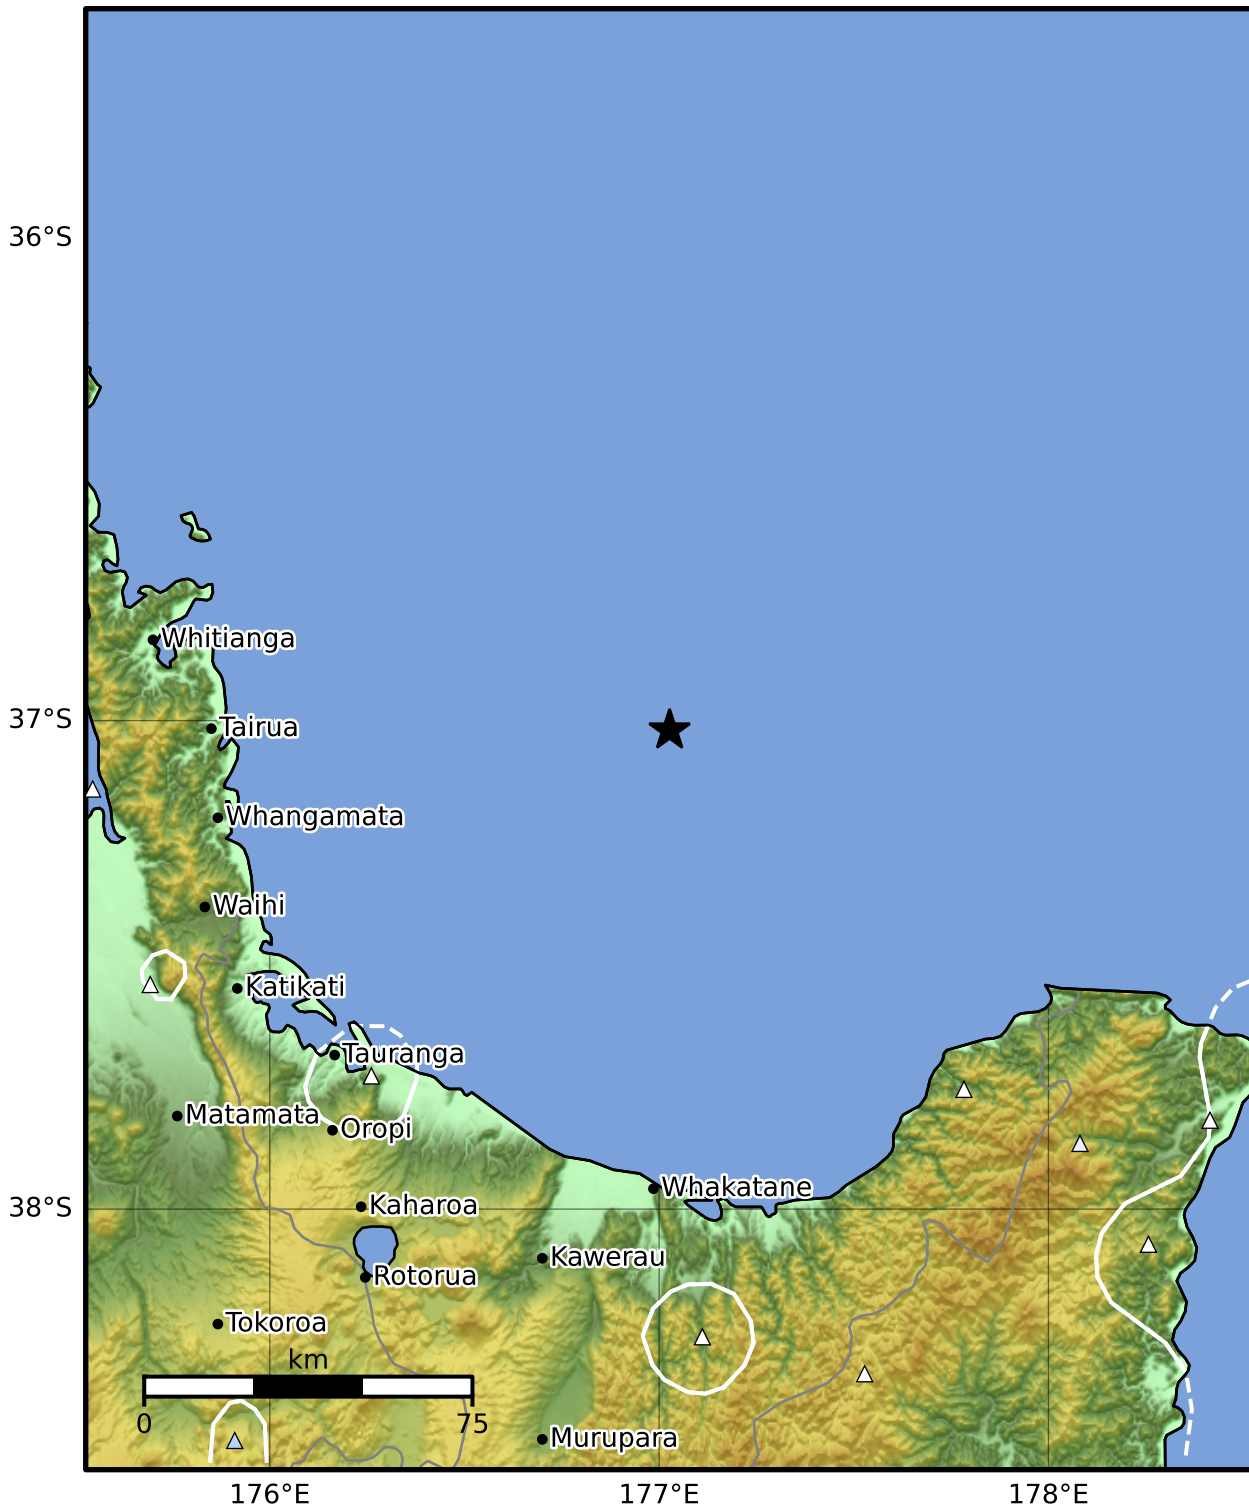 36°S
Whitianga
37°S
Tairua
Whangamata
Waihi
Katikati
Tauranga
Matamata
Oropi
Whakatane
38°S
Kaharoa
Kawerau
Rotorua
Tokoroa
km
0
75
Murupara
176°E
177°E
178°E